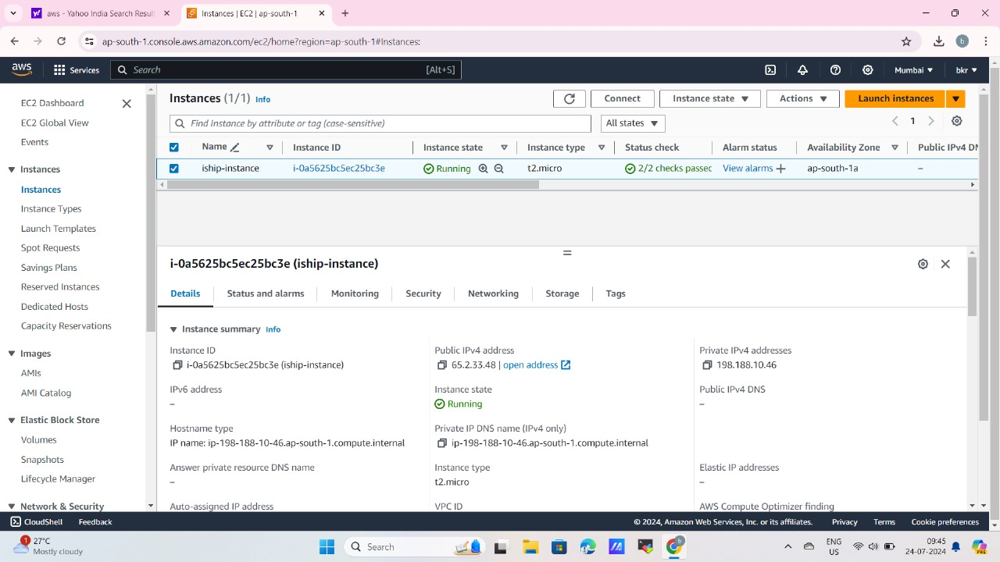 aws - Yahoo India Search Result
Instances | EC2 | ap-south-1
ap-south-1.console.aws.amazon.com/ec2/home?region=ap-south-1#Instances:
b
aws
Services
Search
[Alt+S]
Mumbai
bkr
EC2 Dashboard
EC2 Global View
Events
Instances
Instances
Instance Types
Launch Templates
Spot Requests
Savings Plans
Reserved Instances
Dedicated Hosts
Capacity Reservations
Images
AMIs
AMI Catalog
Elastic Block Store
Volumes
Snapshots
Lifecycle Manager
Network & Security
Instances (1/1) Info
Connect
Instance state
Actions
Launch instances
Find Instance by attribute or tag (case-sensitive)
All states
1
Name Instance ID Instance state Instance type Status check Alarm status Availability Zone Public IPv4 DN
iship-instance i-0a5625bc5ec25bc3e Running t2.micro 2/2 checks passed View alarms + ap-south-1a –
i-0a5625bc5ec25bc3e (iship-instance)
Details Status and alarms Monitoring Security Networking Storage Tags
Instance summary Info
Instance ID
i-0a5625bc5ec25bc3e (iship-instance)
Public IPv4 address
65.2.33.48 | open address
Private IPv4 addresses
198.188.10.46
IPv6 address
–
Instance state
Running
Public IPv4 DNS
–
Hostname type
IP name: ip-198-188-10-46.ap-south-1.compute.internal
Private IP DNS name (IPv4 only)
ip-198-188-10-46.ap-south-1.compute.internal
Answer private resource DNS name
–
Instance type
t2.micro
Elastic IP addresses
–
Auto-assigned IP address
VPC ID
AWS Compute Optimizer finding
CloudShell
Feedback
© 2024, Amazon Web Services, Inc. or its affiliates.
Privacy
Terms
Cookie preferences
1
27°C
Mostly cloudy
Search
b
ENG
US
09:45
24-07-2024
PRE